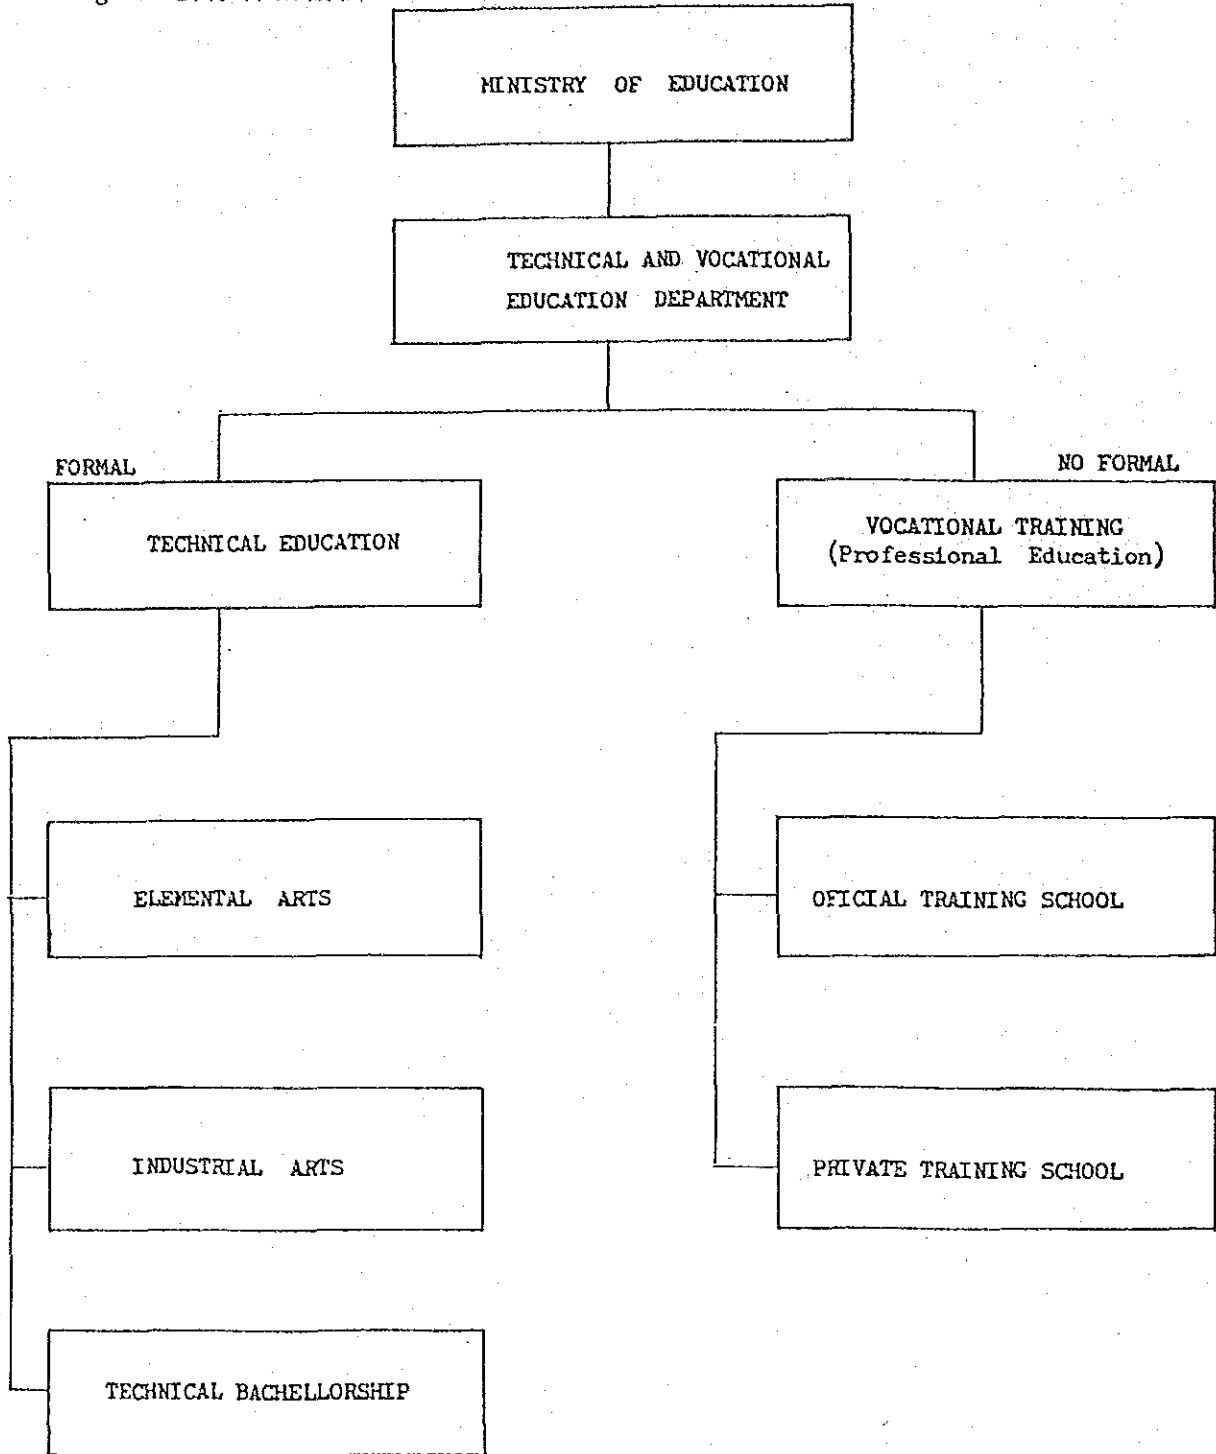 MINISTRY OF EDUCATION
TECHNICAL AND VOCATIONAL
EDUCATION DEPARTMENT
FORMAL
NO FORMAL
TECHNICAL EDUCATION
VOCATIONAL TRAINING
(Professional Education)
ELEMENTAL ARTS
OFICIAL TRAINING SCHOOL
INDUSTRIAL ARTS
PRIVATE TRAINING SCHOOL
TECHNICAL BACHELLORSHIP